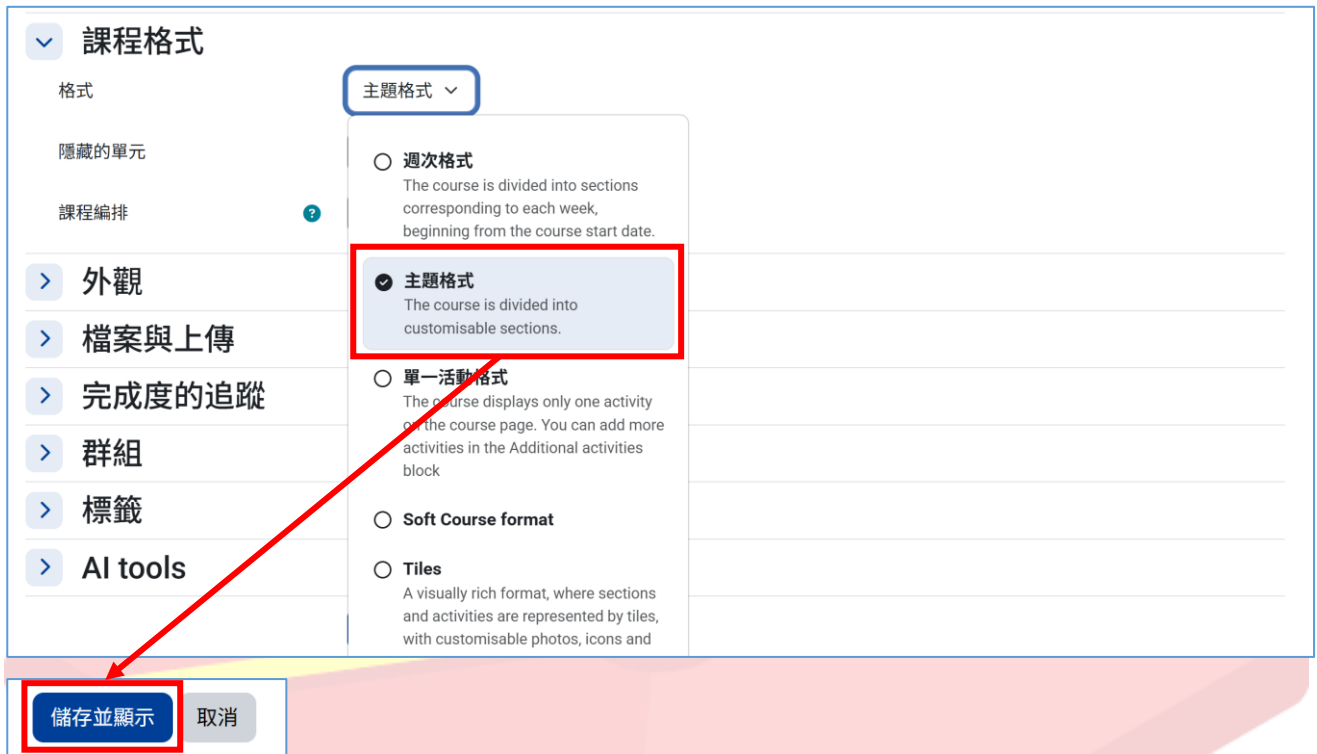 課程格式
格式
主題格式
隱藏的單元
週次格式
The course is divided into sections
corresponding to each week,
beginning from the course start date.
課程編排
?
主題格式
The course is divided into
customisable sections.
單一活動格式
The course displays only one activity
on the course page. You can add more
activities in the Additional activities
block
Soft Course format
Tiles
A visually rich format, where sections
and activities are represented by tiles,
with customisable photos, icons and
外觀
檔案與上傳
完成度的追蹤
群組
標籤
AI tools
儲存並顯示
取消